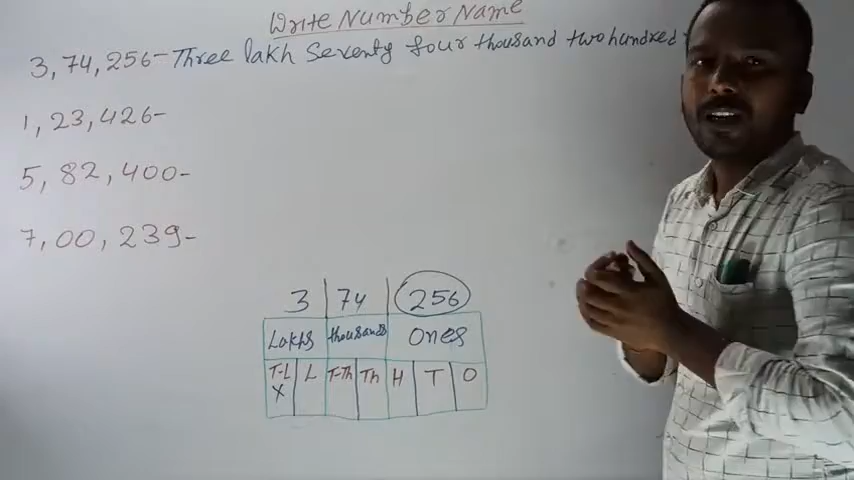 Write Number Name
3,74,256-Three lakh Seventy four thousand two hundred
1,23,426-
5,82,400-
7,00,239-
3 74 256
Lakhs thousands Ones
T-L L T-Th Th H T O
X